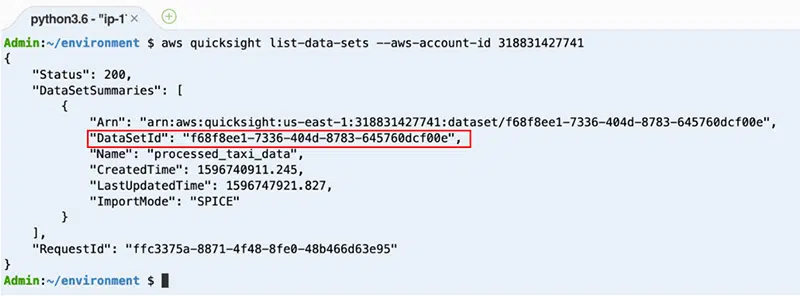 python3.6 - "ip-1
Admin:~/environment $ aws quicksight list-data-sets --aws-account-id 318831427741
{
    "Status": 200,
    "DataSetSummaries": [
        {
            "Arn": "arn:aws:quicksight:us-east-1:318831427741:dataset/f68f8ee1-7336-404d-8783-645760dcf00e",
            "DataSetId": "f68f8ee1-7336-404d-8783-645760dcf00e",
            "Name": "processed_taxi_data",
            "CreatedTime": 1596740911.245,
            "LastUpdatedTime": 1596747921.827,
            "ImportMode": "SPICE"
        }
    ],
    "RequestId": "ffc3375a-8871-4f48-8fe0-48b466d63e95"
}
Admin:~/environment $